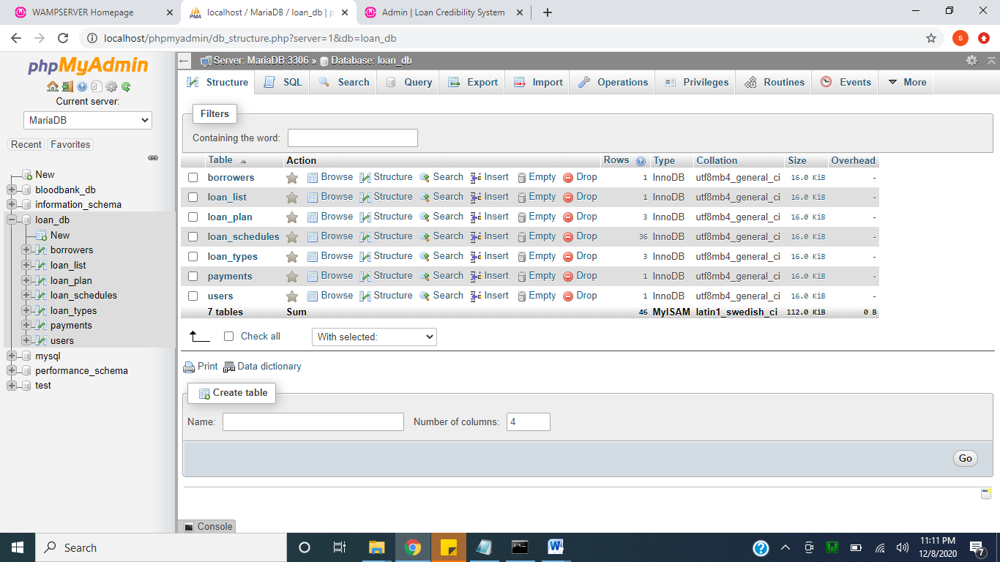 WAMPSERVER Homepage
localhost / MariaDB / loan_db | p
Admin | Loan Credibility System
localhost/phpmyadmin/db_structure.php?server=1&db=loan_db
S
phpMyAdmin
Current server:
MariaDB
Recent Favorites
New
bloodbank_db
information_schema
loan_db
New
borrowers
loan_list
loan_plan
loan_schedules
loan_types
payments
users
mysql
performance_schema
test
Server: MariaDB:3306 » Database: loan_db
Structure SQL Search Query Export Import Operations Privileges Routines Events More
Filters
Containing the word:
Table Action Rows Type Collation Size Overhead
borrowers Browse Structure Search Insert Empty Drop 1 InnoDB utf8mb4_general_ci 16.0 KiB -
loan_list Browse Structure Search Insert Empty Drop 1 InnoDB utf8mb4_general_ci 16.0 KiB -
loan_plan Browse Structure Search Insert Empty Drop 3 InnoDB utf8mb4_general_ci 16.0 KiB -
loan_schedules Browse Structure Search Insert Empty Drop 36 InnoDB utf8mb4_general_ci 16.0 KiB -
loan_types Browse Structure Search Insert Empty Drop 3 InnoDB utf8mb4_general_ci 16.0 KiB -
payments Browse Structure Search Insert Empty Drop 1 InnoDB utf8mb4_general_ci 16.0 KiB -
users Browse Structure Search Insert Empty Drop 1 InnoDB utf8mb4_general_ci 16.0 KiB -
7 tables Sum 46 MyISAM latin1_swedish_ci 112.0 KiB 0 B
Check all With selected:
Print Data dictionary
Create table
Name: Number of columns: 4
Go
Console
Search
11:11 PM
12/8/2020
7